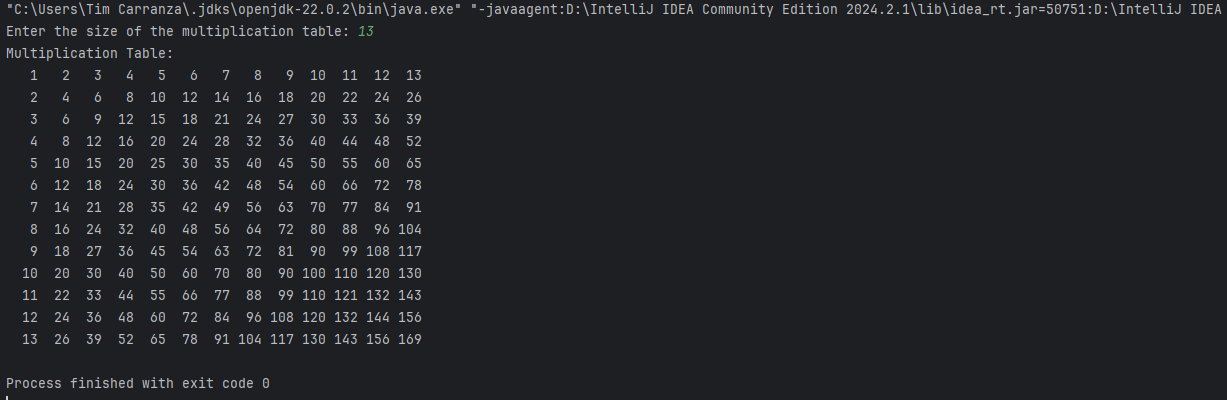 "C:\Users\Tim Carranza\.jdks\openjdk-22.0.2\bin\java.exe" "-javaagent:D:\IntelliJ IDEA Community Edition 2024.2.1\lib\idea_rt.jar=50751:D:\IntelliJ IDEA
Enter the size of the multiplication table: 13
Multiplication Table:
   1   2   3   4   5   6   7   8   9  10  11  12  13
   2   4   6   8  10  12  14  16  18  20  22  24  26
   3   6   9  12  15  18  21  24  27  30  33  36  39
   4   8  12  16  20  24  28  32  36  40  44  48  52
   5  10  15  20  25  30  35  40  45  50  55  60  65
   6  12  18  24  30  36  42  48  54  60  66  72  78
   7  14  21  28  35  42  49  56  63  70  77  84  91
   8  16  24  32  40  48  56  64  72  80  88  96 104
   9  18  27  36  45  54  63  72  81  90  99 108 117
  10  20  30  40  50  60  70  80  90 100 110 120 130
  11  22  33  44  55  66  77  88  99 110 121 132 143
  12  24  36  48  60  72  84  96 108 120 132 144 156
  13  26  39  52  65  78  91 104 117 130 143 156 169
Process finished with exit code 0